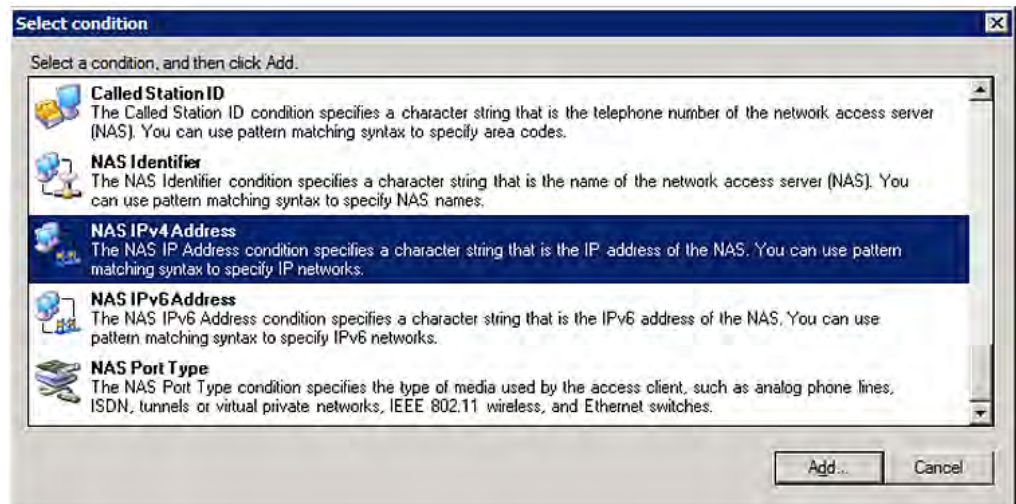 Select condition
Select a condition, and then click Add.
Called Station ID
The Called Station ID condition specifies a character string that is the telephone number of the network access server
(NAS). You can use pattern matching syntax to specify area codes.
NAS Identifier
The NAS Identifier condition specifies a character string that is the name of the network access server (NAS). You
can use pattern matching syntax to specify NAS names.
NAS IPv4 Address
The NAS IP Address condition specifies a character string that is the IP address of the NAS. You can use pattern
matching syntax to specify IP networks.
NAS IPv6 Address
The NAS IPv6 Address condition specifies a character string that is the IPv6 address of the NAS. You can use
pattern matching syntax to specify IPv6 networks.
NAS Port Type
The NAS Port Type condition specifies the type of media used by the access client, such as analog phone lines,
ISDN, tunnels or virtual private networks, IEEE 802.11 wireless, and Ethernet switches.
Add... Cancel